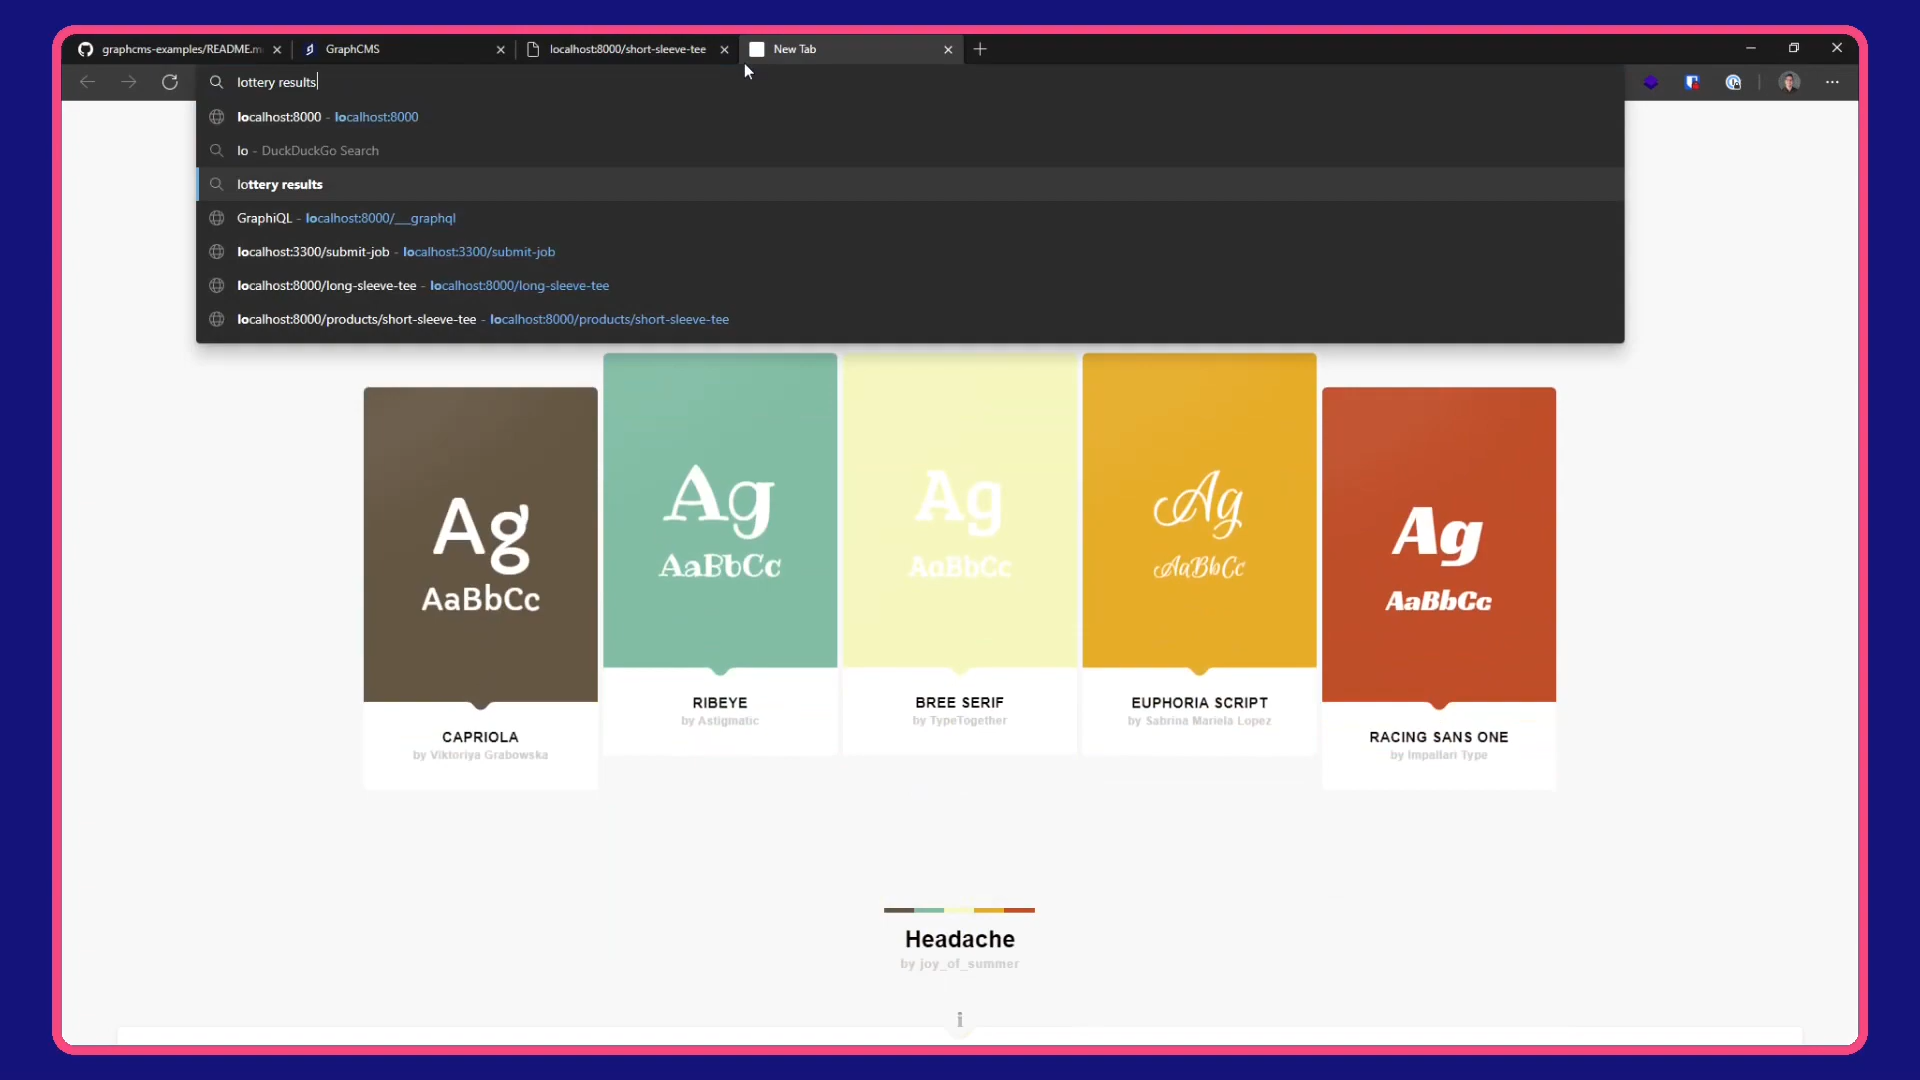 graphcms-examples/README.m
GraphCMS
localhost:8000/short-sleeve-tee
New Tab
lottery results
localhost:8000 - localhost:8000
lo - DuckDuckGo Search
lottery results
GraphiQL - localhost:8000/___graphql
localhost:3300/submit-job - localhost:3300/submit-job
localhost:8000/long-sleeve-tee - localhost:8000/long-sleeve-tee
localhost:8000/products/short-sleeve-tee - localhost:8000/products/short-sleeve-tee
Ag
AaBbCc
CAPRIOLA
by Viktoriya Grabowska
Ag
AaBbCc
RIBEYE
by Astigmatic
Ag
AaBbCc
BREE SERIF
by TypeTogether
Ag
AaBbCc
EUPHORIA SCRIPT
by Sabrina Mariela Lopez
Ag
AaBbCc
RACING SANS ONE
by Impallari Type
Headache
by joy_of_summer
i